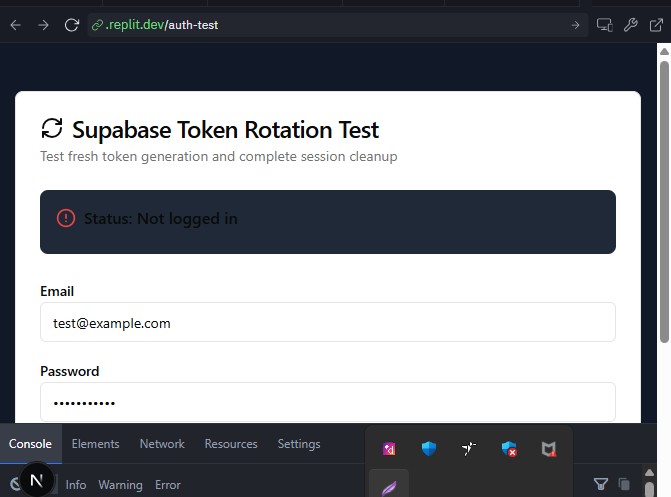 .replit.dev/auth-test
Supabase Token Rotation Test
Test fresh token generation and complete session cleanup
Status: Not logged in
Email
test@example.com
Password
•••••••••••
Console Elements Network Resources Settings
N Info Warning Error